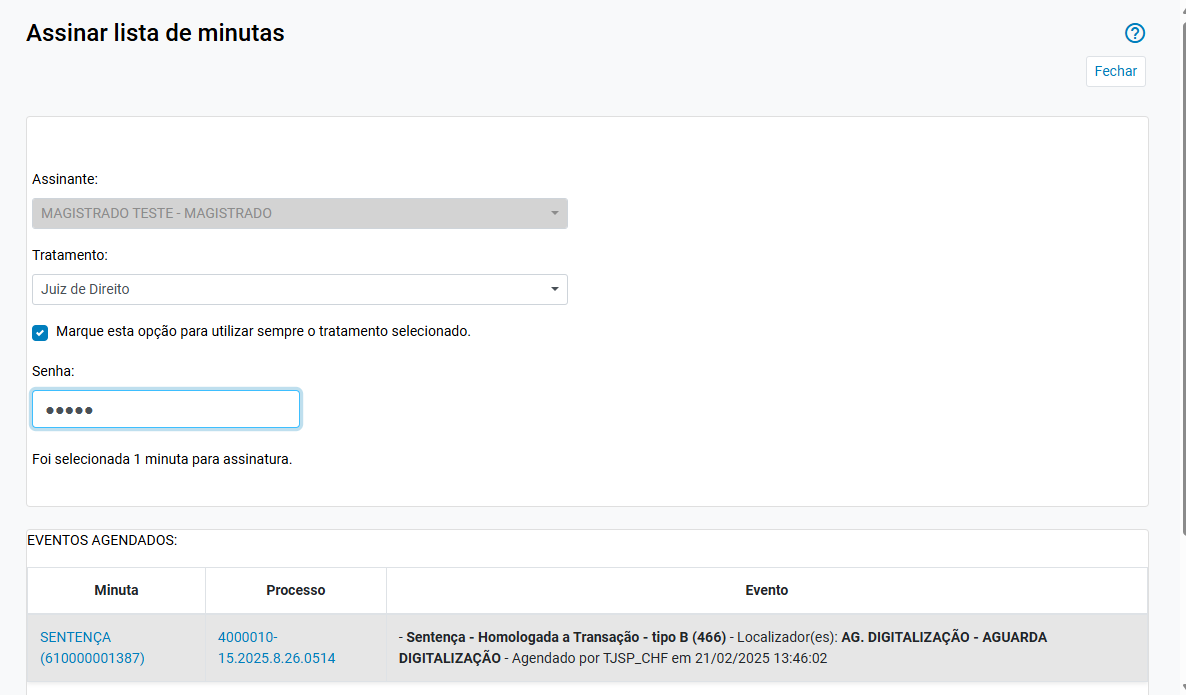 Assinar lista de minutas
?
Fechar
Assinante:
MAGISTRADO TESTE - MAGISTRADO
Tratamento:
Juiz de Direito
Marque esta opção para utilizar sempre o tratamento selecionado.
Senha:
•••••
Foi selecionada 1 minuta para assinatura.
EVENTOS AGENDADOS:
Minuta Processo Evento
SENTENÇA
(610000001387)
4000010-
15.2025.8.26.0514
- Sentença - Homologada a Transação - tipo B (466) - Localizador(es): AG. DIGITALIZAÇÃO - AGUARDA
DIGITALIZAÇÃO - Agendado por TJSP_CHF em 21/02/2025 13:46:02